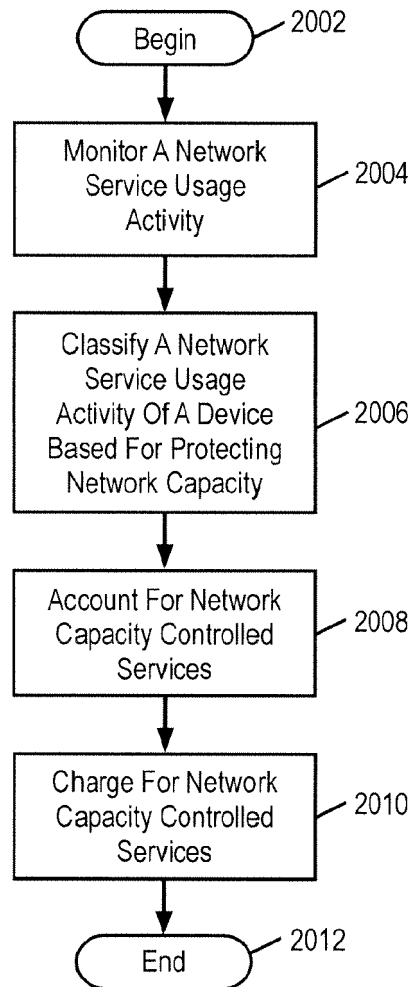 Begin
2002
Monitor A Network
Service Usage
Activity
2004
Classify A Network
Service Usage
Activity Of A Device
Based For Protecting
Network Capacity
2006
Account For Network
Capacity Controlled
Services
2008
Charge For Network
Capacity Controlled
Services
2010
End
2012